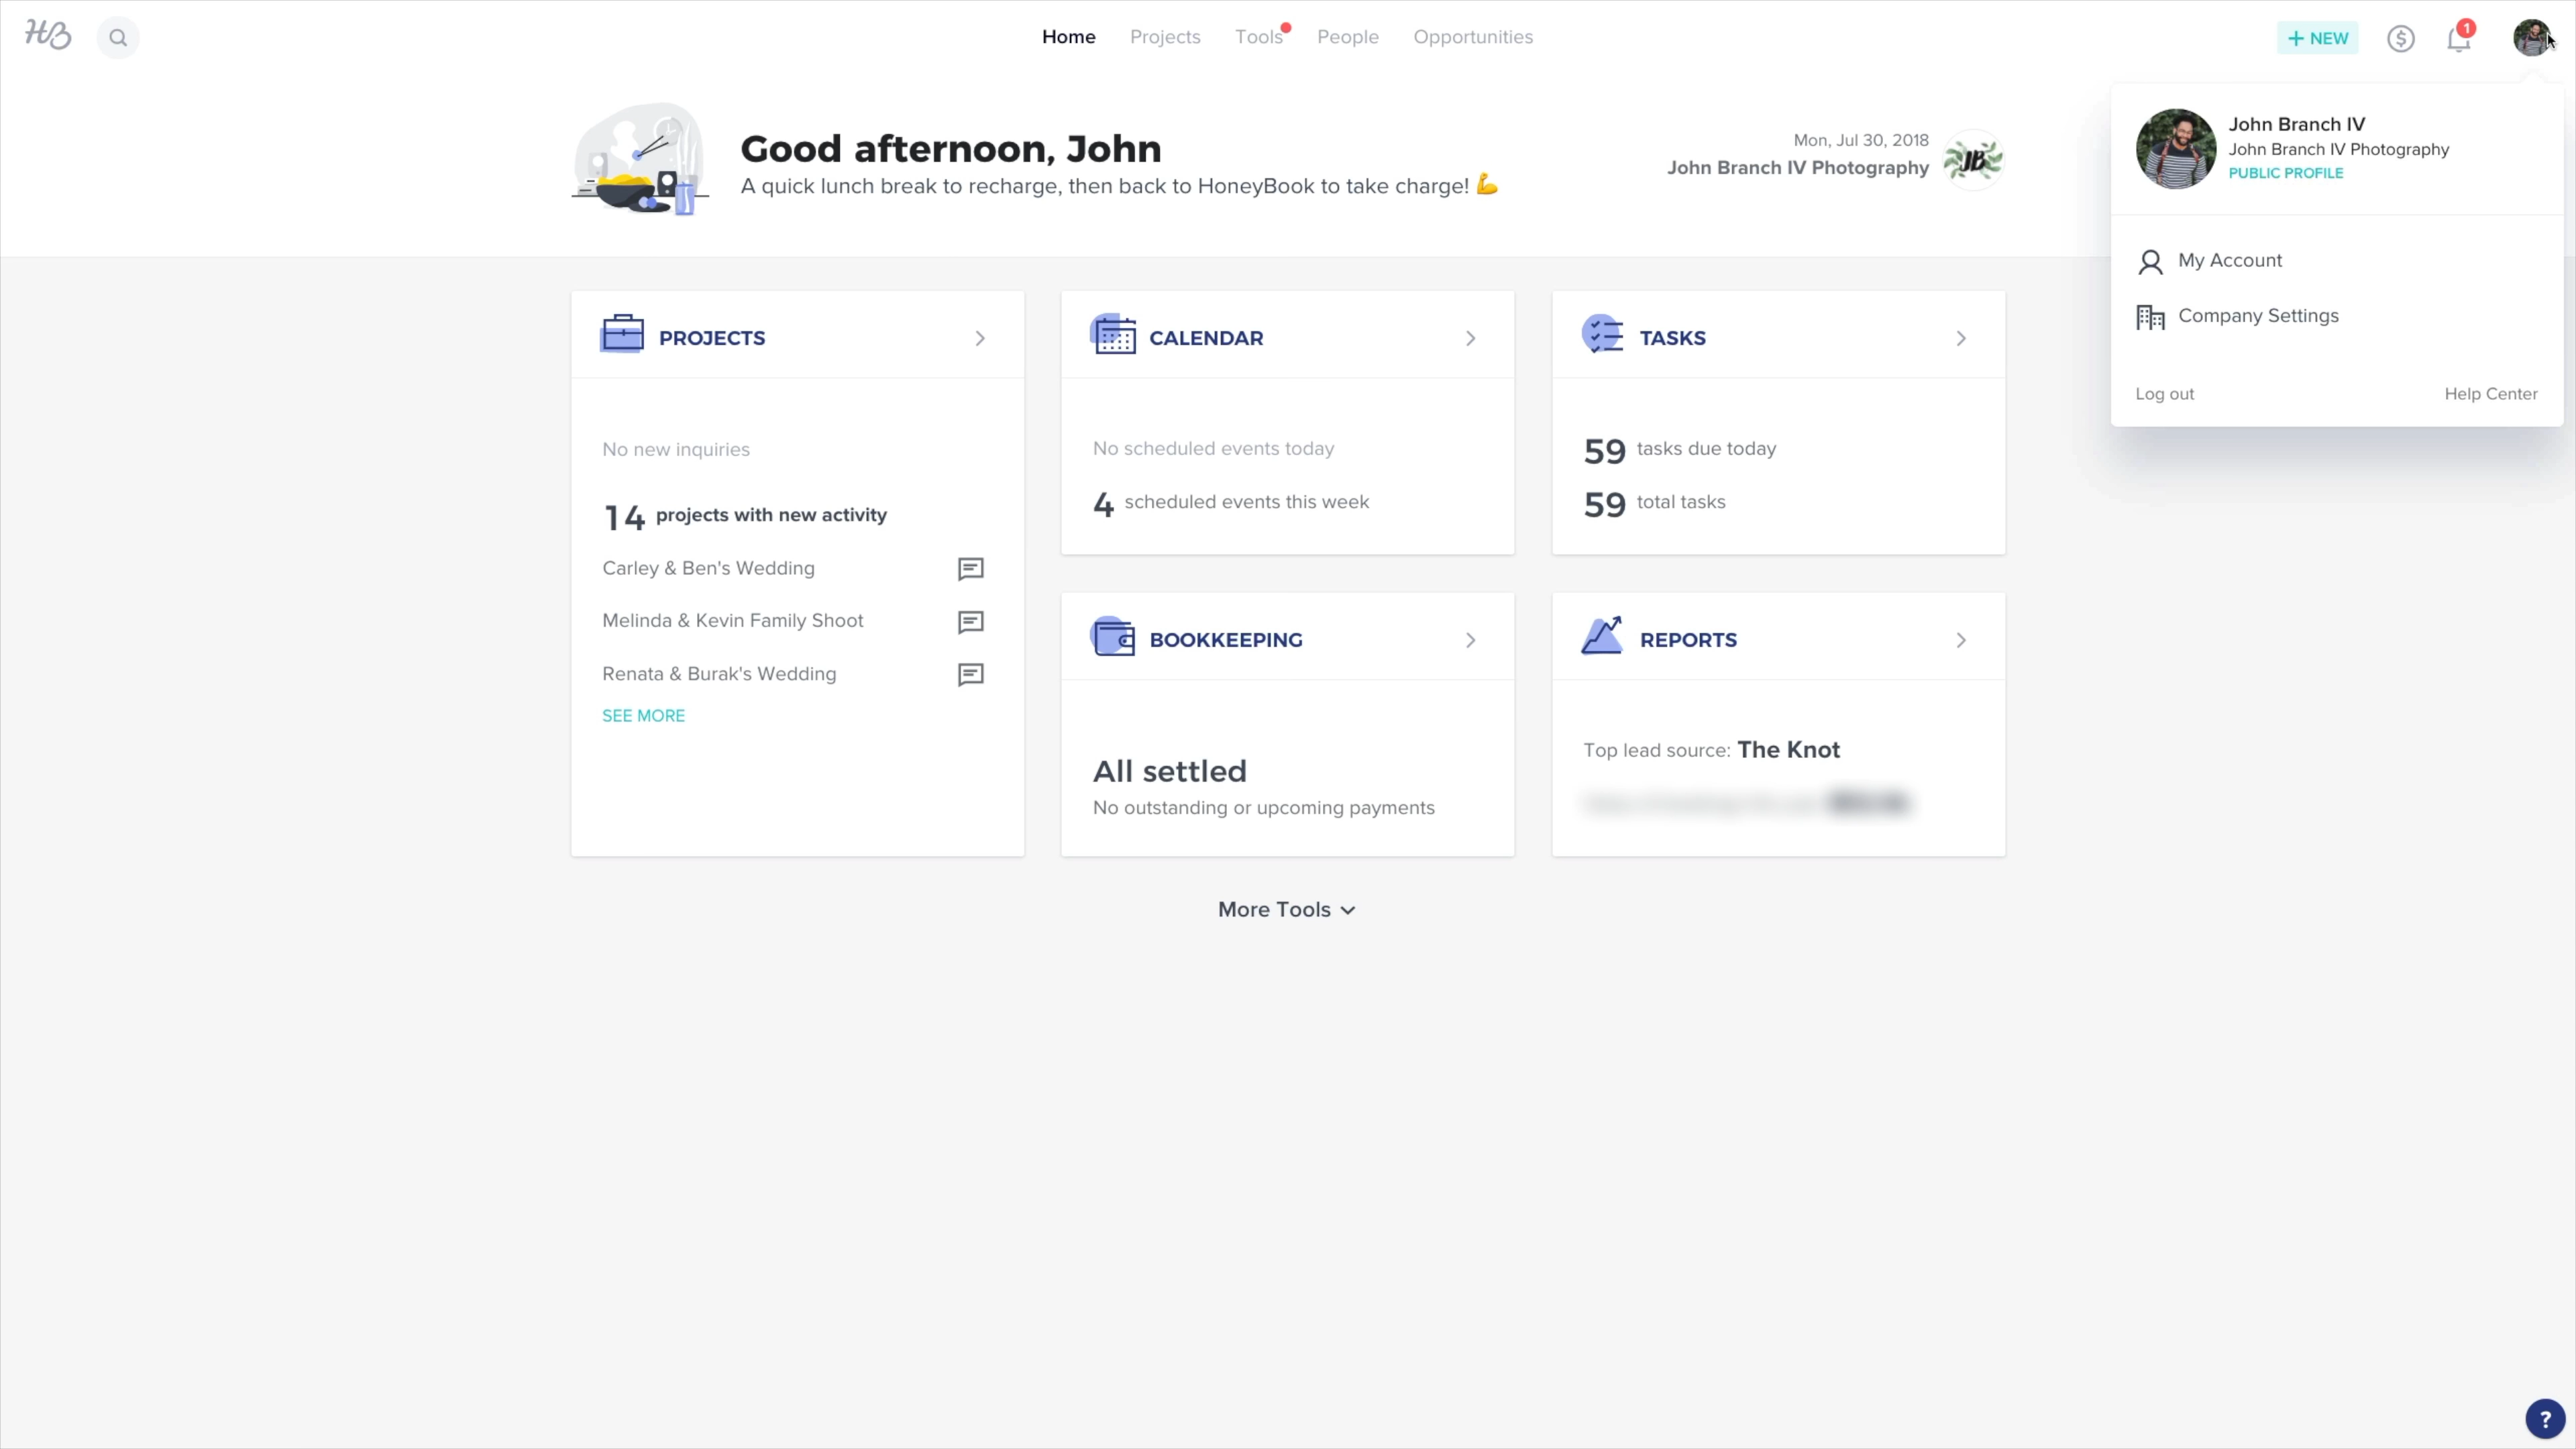 HB
Home
Projects
Tools
People
Opportunities
+ NEW
$
1
Good afternoon, John
A quick lunch break to recharge, then back to HoneyBook to take charge! 💪
Mon, Jul 30, 2018
John Branch IV Photography
JB
John Branch IV
John Branch IV Photography
PUBLIC PROFILE
My Account
Company Settings
Log out
Help Center
PROJECTS
No new inquiries
14 projects with new activity
Carley & Ben's Wedding
Melinda & Kevin Family Shoot
Renata & Burak's Wedding
SEE MORE
CALENDAR
No scheduled events today
4 scheduled events this week
TASKS
59 tasks due today
59 total tasks
BOOKKEEPING
All settled
No outstanding or upcoming payments
REPORTS
Top lead source: The Knot
More Tools
?